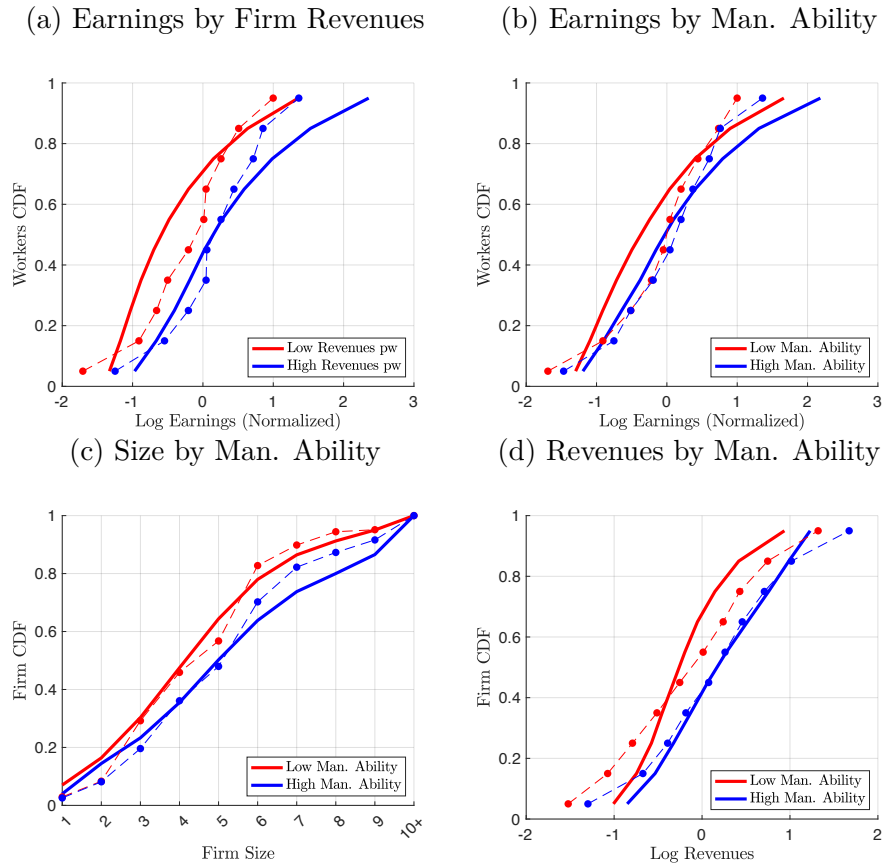 (a) Earnings by Firm Revenues
(b) Earnings by Man. Ability
1
0.8
0.6
0.4
0.2
0
Workers CDF
-2
-1
0
1
2
3
Log Earnings (Normalized)
Low Revenues pw
High Revenues pw
1
0.8
0.6
0.4
0.2
0
Workers CDF
-2
-1
0
1
2
3
Log Earnings (Normalized)
Low Man. Ability
High Man. Ability
(c) Size by Man. Ability
(d) Revenues by Man. Ability
1
0.8
0.6
0.4
0.2
0
Firm CDF
1
2
3
4
5
6
7
8
9
10+
Firm Size
Low Man. Ability
High Man. Ability
1
0.8
0.6
0.4
0.2
0
Firm CDF
-2
-1
0
1
2
Log Revenues
Low Man. Ability
High Man. Ability